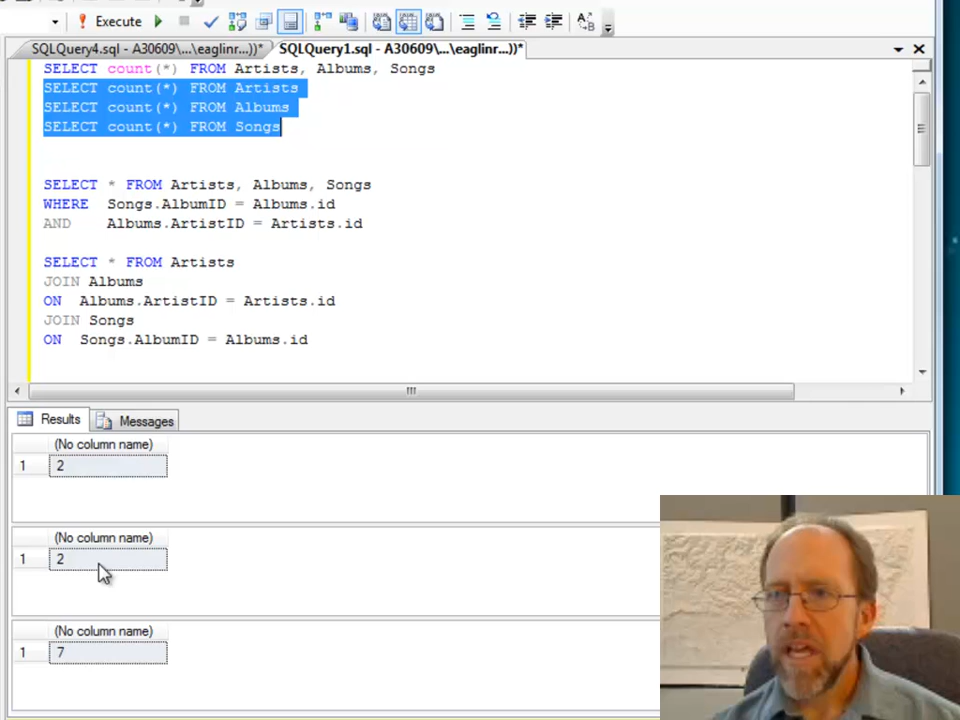 Execute
SQLQuery4.sql - A30609\...\eaglinr...))* SQLQuery1.sql - A30609\...\eaglinr...))*
SELECT count(*) FROM Artists, Albums, Songs
SELECT count(*) FROM Artists
SELECT count(*) FROM Albums
SELECT count(*) FROM Songs
SELECT * FROM Artists, Albums, Songs
WHERE Songs.AlbumID = Albums.id
AND Albums.ArtistID = Artists.id
SELECT * FROM Artists
JOIN Albums
ON Albums.ArtistID = Artists.id
JOIN Songs
ON Songs.AlbumID = Albums.id
Results Messages
(No column name)
1 2
(No column name)
1 2
(No column name)
1 7